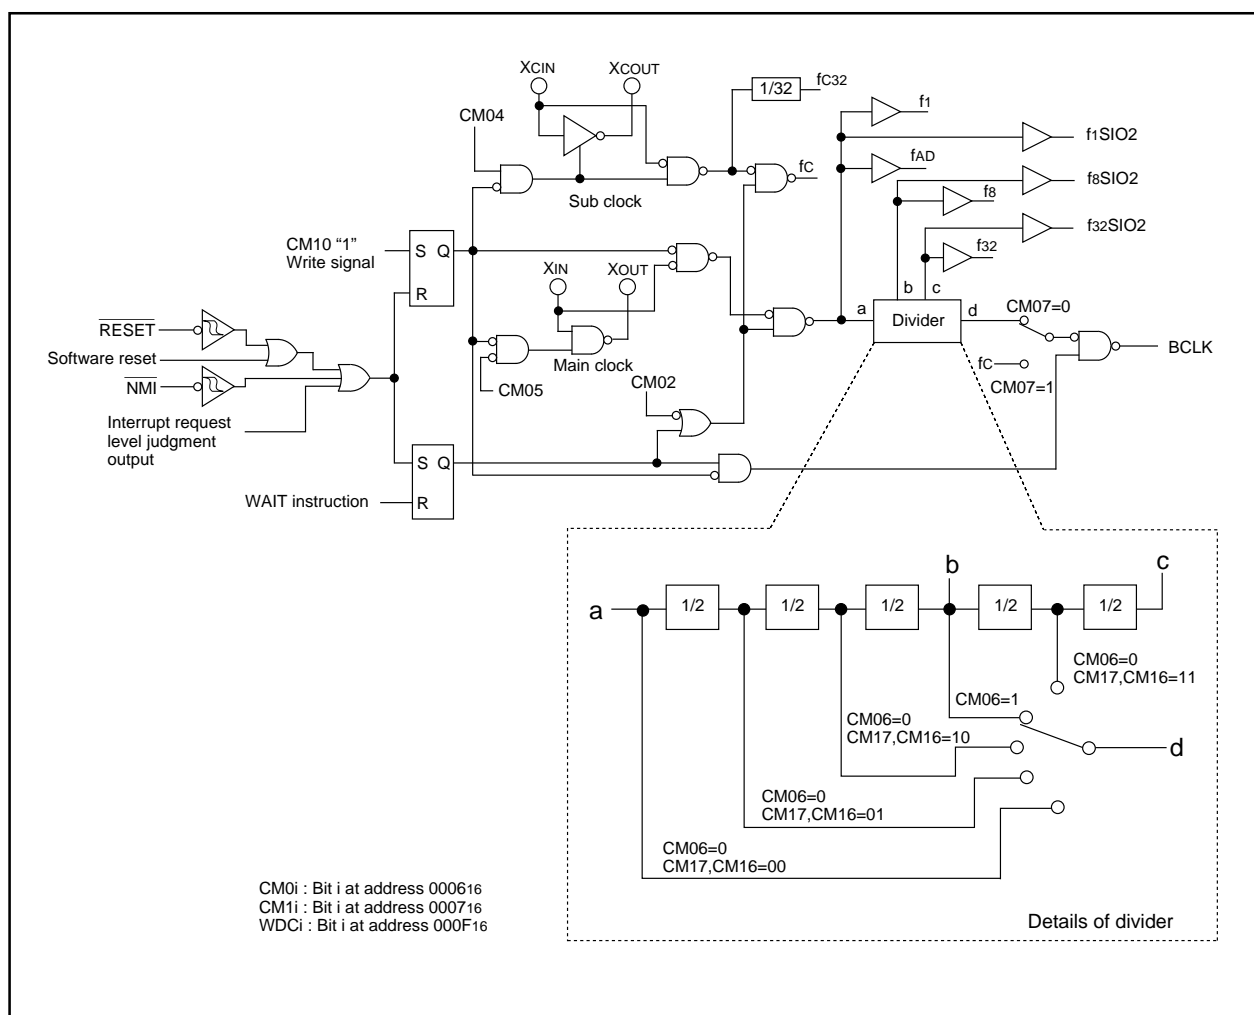 XCIN XCOUT
1/32 fC32
f1
CM04
f1SIO2
fAD
fC
f8SIO2
f8
Sub clock
CM10 “1”
Write signal
S Q
R
f32SIO2
f32
XIN XOUT
b c
CM07=0
RESET
a Divider d
Software reset
BCLK
Main clock
fC
CM07=1
NMI
CM05
CM02
Interrupt request
level judgment
output
S Q
R
WAIT instruction
b
c
a
1/2 1/2 1/2 1/2 1/2
CM06=0
CM17,CM16=11
CM06=1
CM06=0
CM17,CM16=10
d
CM06=0
CM17,CM16=01
CM06=0
CM17,CM16=00
CM0i : Bit i at address 000616
CM1i : Bit i at address 000716
WDCi : Bit i at address 000F16
Details of divider